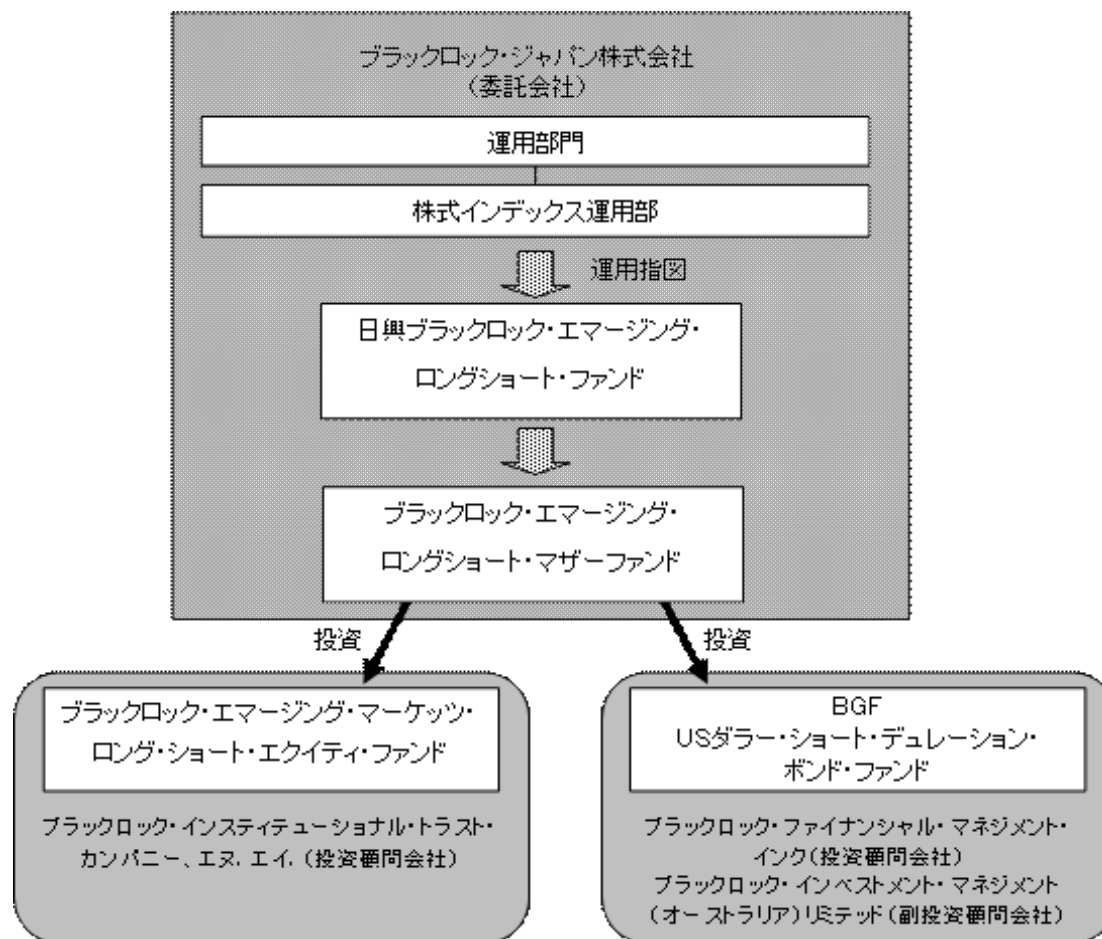 ブラックロック・ジャパン株式会社
（委託会社）
運用部門
株式インデックス運用部
運用指図
日興ブラックロック・エマージング・
ロングショート・ファンド
ブラックロック・エマージング・
ロングショート・マザーファンド
投資
投資
ブラックロック・エマージング・マーケッツ・
ロング・ショート・エクイティ・ファンド
ブラックロック・インスティテューショナル・トラスト・
カンパニー、エヌ.エイ.（投資顧問会社）
BGF
USダラー・ショート・デュレーション・
ボンド・ファンド
ブラックロック・ファイナンシャル・マネジメント・
インク（投資顧問会社）
ブラックロック・インベストメント・マネジメント
（オーストラリア）リミテッド（副投資顧問会社）